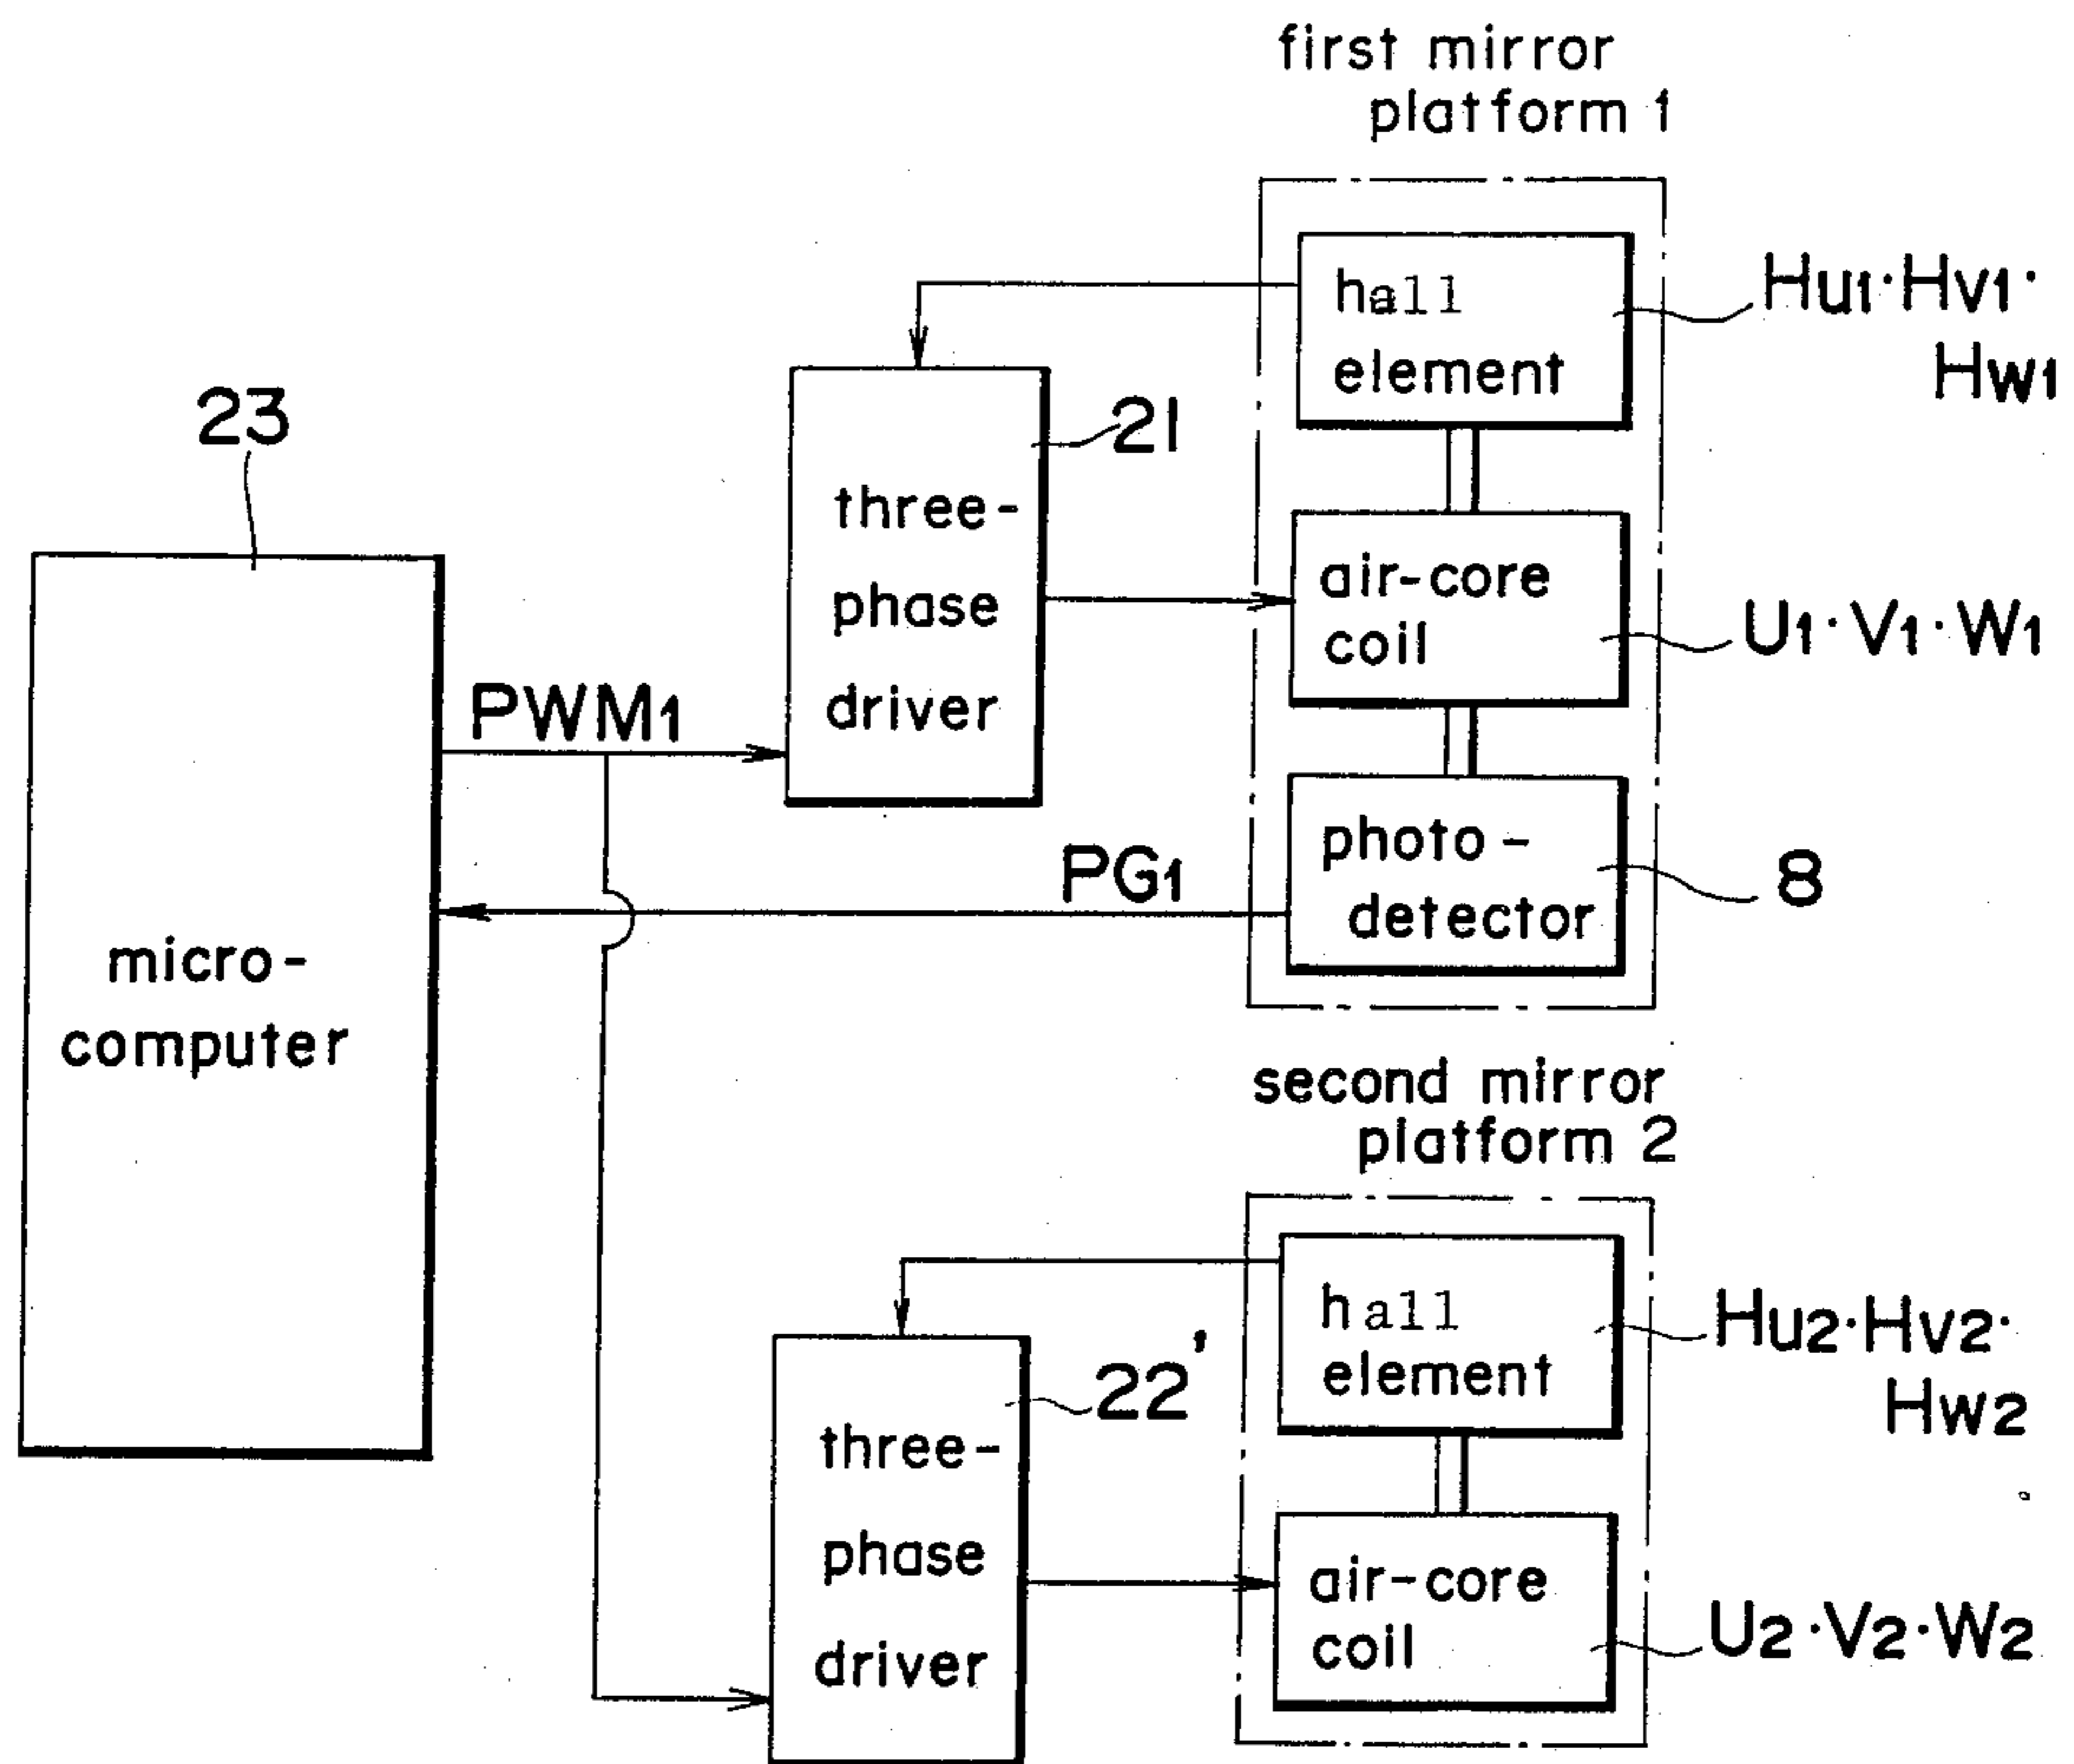 first mirror
platform 1
hall
element
Hu1·Hv1·
Hw1
23
21
three-
phase
driver
air-core
coil
U1·V1·W1
PWM1
photo-
detector
8
PG1
micro-
computer
second mirror
platform 2
hall
element
Hu2·Hv2·
Hw2
22'
three-
phase
driver
air-core
coil
U2·V2·W2